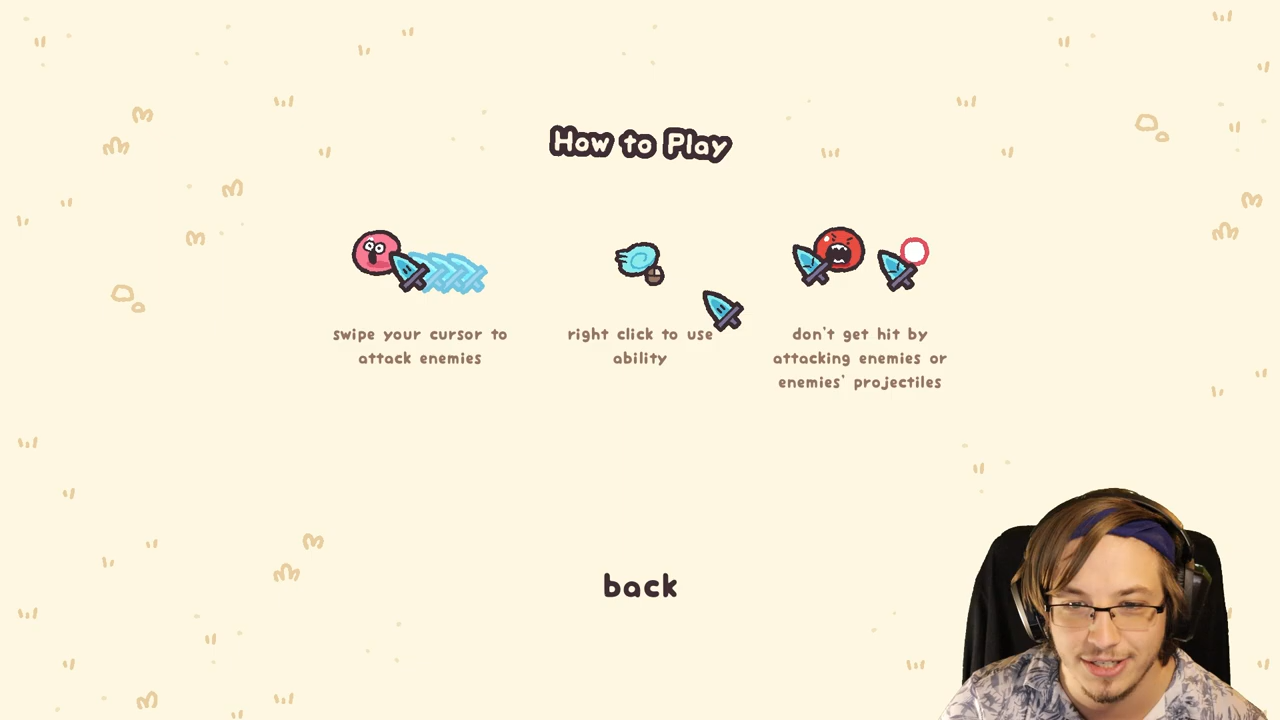 How to Play
swipe your cursor to
attack enemies
right click to use
ability
don't get hit by
attacking enemies or
enemies' projectiles
back